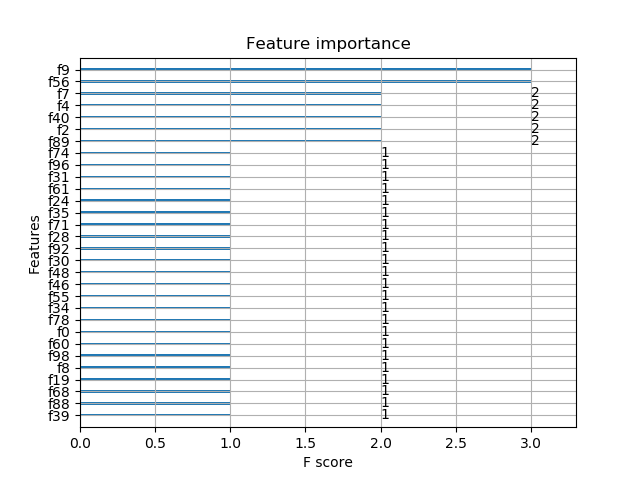 Feature importance
f9
f56
f7 2
f4 2
f40 2
f2 2
f89 2
f74 1
f96 1
f31 1
f61 1
f24 1
f35 1
f71 1
f28 1
f92 1
f30 1
f48 1
f46 1
f55 1
f34 1
f78 1
f0 1
f60 1
f98 1
f8 1
f19 1
f68 1
f88 1
f39 1
Features
0.0 0.5 1.0 1.5 2.0 2.5 3.0
F score